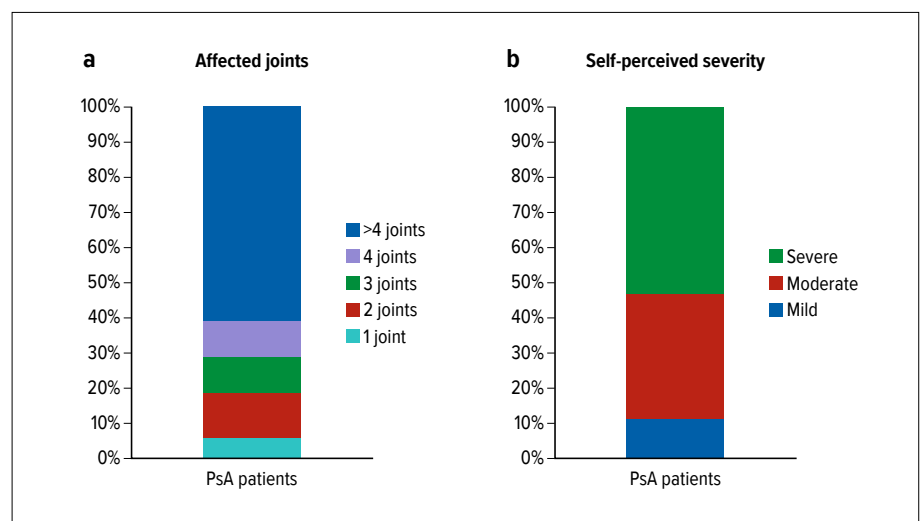 a Affected joints
100%
90%
80%
70%
60%
50%
40%
30%
20%
10%
0%
>4 joints
4 joints
3 joints
2 joints
1 joint
PsA patients
b Self-perceived severity
100%
90%
80%
70%
60%
50%
40%
30%
20%
10%
0%
Severe
Moderate
Mild
PsA patients